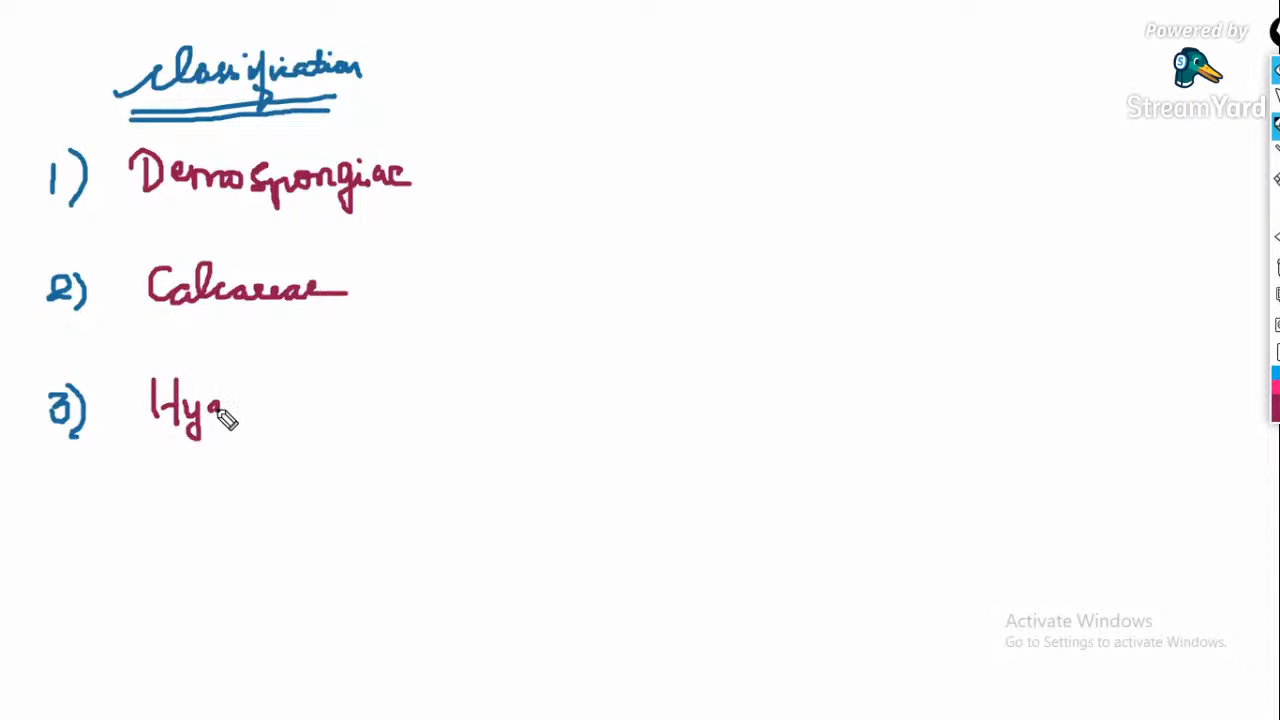 Powered by
StreamYard
Classification
1) Demospongiae
2) Calcareae
3) Hya
Activate Windows
Go to Settings to activate Windows.